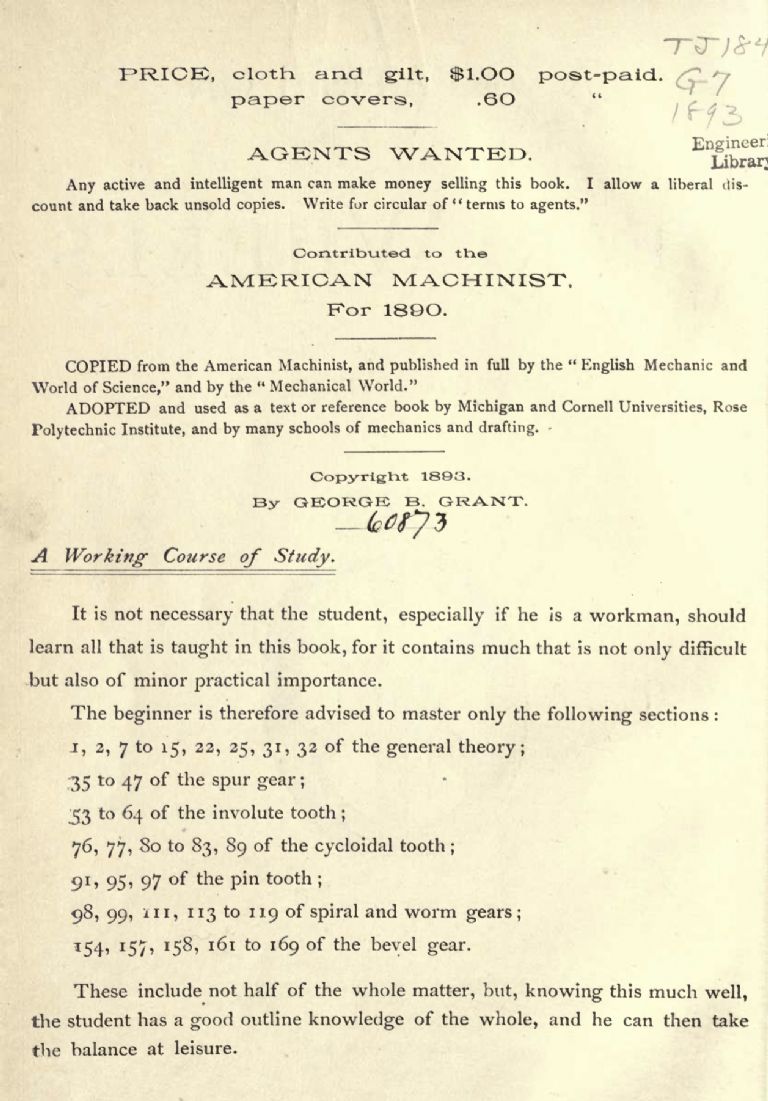 TJ184
PRICE, cloth and gilt, $1.00 post-paid.
G7
paper covers, .60 “
1893
Engineeri
Library
AGENTS WANTED.
Any active and intelligent man can make money selling this book. I allow a liberal dis-
count and take back unsold copies. Write for circular of “terms to agents.”
Contributed to the
AMERICAN MACHINIST,
For 1890.
COPIED from the American Machinist, and published in full by the “English Mechanic and
World of Science,” and by the “Mechanical World.”
ADOPTED and used as a text or reference book by Michigan and Cornell Universities, Rose
Polytechnic Institute, and by many schools of mechanics and drafting.
Copyright 1893.
By GEORGE B. GRANT.
60873
A Working Course of Study.
It is not necessary that the student, especially if he is a workman, should
learn all that is taught in this book, for it contains much that is not only difficult
but also of minor practical importance.
The beginner is therefore advised to master only the following sections:
1, 2, 7 to 15, 22, 25, 31, 32 of the general theory;
35 to 47 of the spur gear;
53 to 64 of the involute tooth;
76, 77, 80 to 83, 89 of the cycloidal tooth;
91, 95, 97 of the pin tooth;
98, 99, 111, 113 to 119 of spiral and worm gears;
154, 157, 158, 161 to 169 of the bevel gear.
These include not half of the whole matter, but, knowing this much well,
the student has a good outline knowledge of the whole, and he can then take
the balance at leisure.